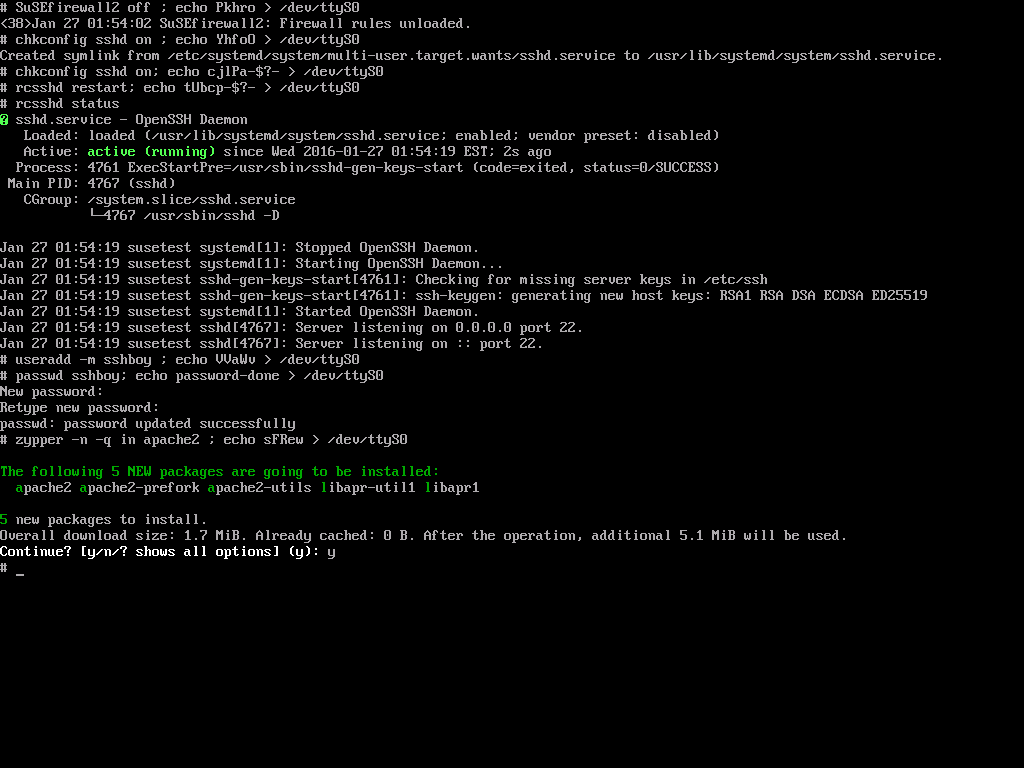 # SuSEfirewall2 off ; echo Pkhro > /dev/ttyS0
<38>Jan 27 01:54:02 SuSEfirewall2: Firewall rules unloaded.
# chkconfig sshd on ; echo YhfoO > /dev/ttyS0
Created symlink from /etc/systemd/system/multi-user.target.wants/sshd.service to /usr/lib/systemd/system/sshd.service.
# chkconfig sshd on; echo cjlPa-$?- > /dev/ttyS0
# rcsshd restart; echo tUbcp-$?- > /dev/ttyS0
# rcsshd status
? sshd.service - OpenSSH Daemon
   Loaded: loaded (/usr/lib/systemd/system/sshd.service; enabled; vendor preset: disabled)
   Active: active (running) since Wed 2016-01-27 01:54:19 EST; 2s ago
  Process: 4761 ExecStartPre=/usr/sbin/sshd-gen-keys-start (code=exited, status=0/SUCCESS)
 Main PID: 4767 (sshd)
   CGroup: /system.slice/sshd.service
           └─4767 /usr/sbin/sshd -D
Jan 27 01:54:19 susetest systemd[1]: Stopped OpenSSH Daemon.
Jan 27 01:54:19 susetest systemd[1]: Starting OpenSSH Daemon...
Jan 27 01:54:19 susetest sshd-gen-keys-start[4761]: Checking for missing server keys in /etc/ssh
Jan 27 01:54:19 susetest sshd-gen-keys-start[4761]: ssh-keygen: generating new host keys: RSA1 RSA DSA ECDSA ED25519
Jan 27 01:54:19 susetest systemd[1]: Started OpenSSH Daemon.
Jan 27 01:54:19 susetest sshd[4767]: Server listening on 0.0.0.0 port 22.
Jan 27 01:54:19 susetest sshd[4767]: Server listening on :: port 22.
# useradd -m sshboy ; echo VVaWv > /dev/ttyS0
# passwd sshboy; echo password-done > /dev/ttyS0
New password:
Retype new password:
passwd: password updated successfully
# zypper -n -q in apache2 ; echo sFRew > /dev/ttyS0
The following 5 NEW packages are going to be installed:
  apache2 apache2-prefork apache2-utils libapr-util1 libapr1
5 new packages to install.
Overall download size: 1.7 MiB. Already cached: 0 B. After the operation, additional 5.1 MiB will be used.
Continue? [y/n/? shows all options] (y): y
# _